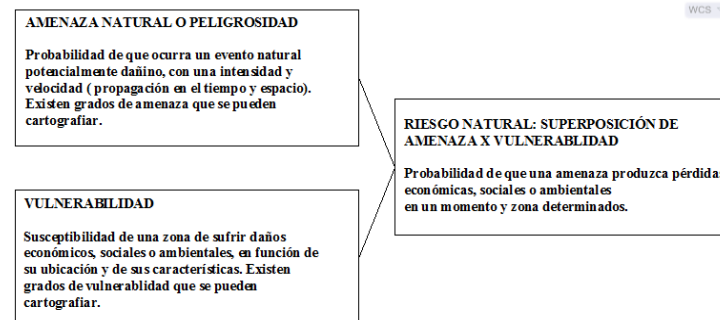 AMENAZA NATURAL O PELIGROSIDAD
Probabilidad de que ocurra un evento natural
potencialmente dañino, con una intensidad y
velocidad ( propagación en el tiempo y espacio).
Existen grados de amenaza que se pueden
cartografiar.
VULNERABILIDAD
Susceptibilidad de una zona de sufrir daños
económicos, sociales o ambientales, en función de
su ubicación y de sus características. Existen
grados de vulnerablidad que se pueden
cartografiar.
WCS
RIESGO NATURAL: SUPERPOSICIÓN DE
AMENAZA X VULNERABLIDAD
Probabilidad de que una amenaza produzca pérdidas
económicas, sociales o ambientales
en un momento y zona determinados.